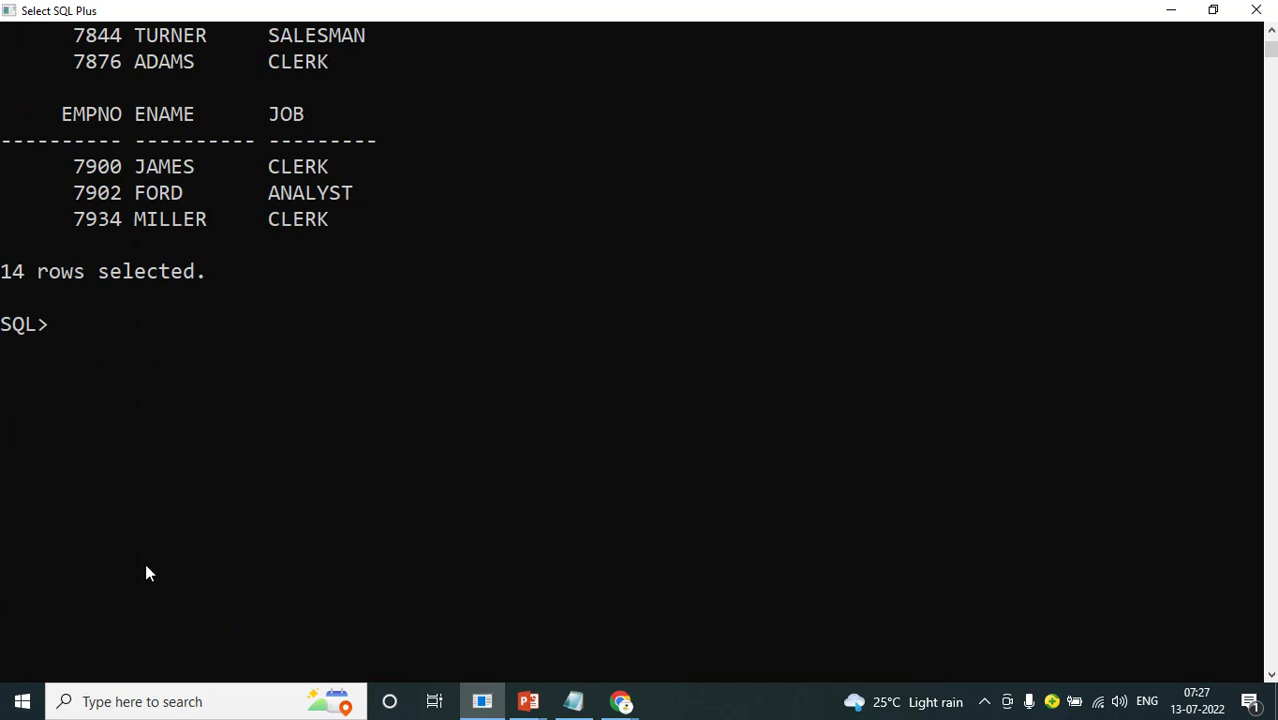 Select SQL Plus
7844 TURNER SALESMAN
7876 ADAMS CLERK
EMPNO ENAME JOB
---------- ---------- ---------
7900 JAMES CLERK
7902 FORD ANALYST
7934 MILLER CLERK
14 rows selected.
SQL>
Type here to search
25°C Light rain
ENG
07:27
13-07-2022
1